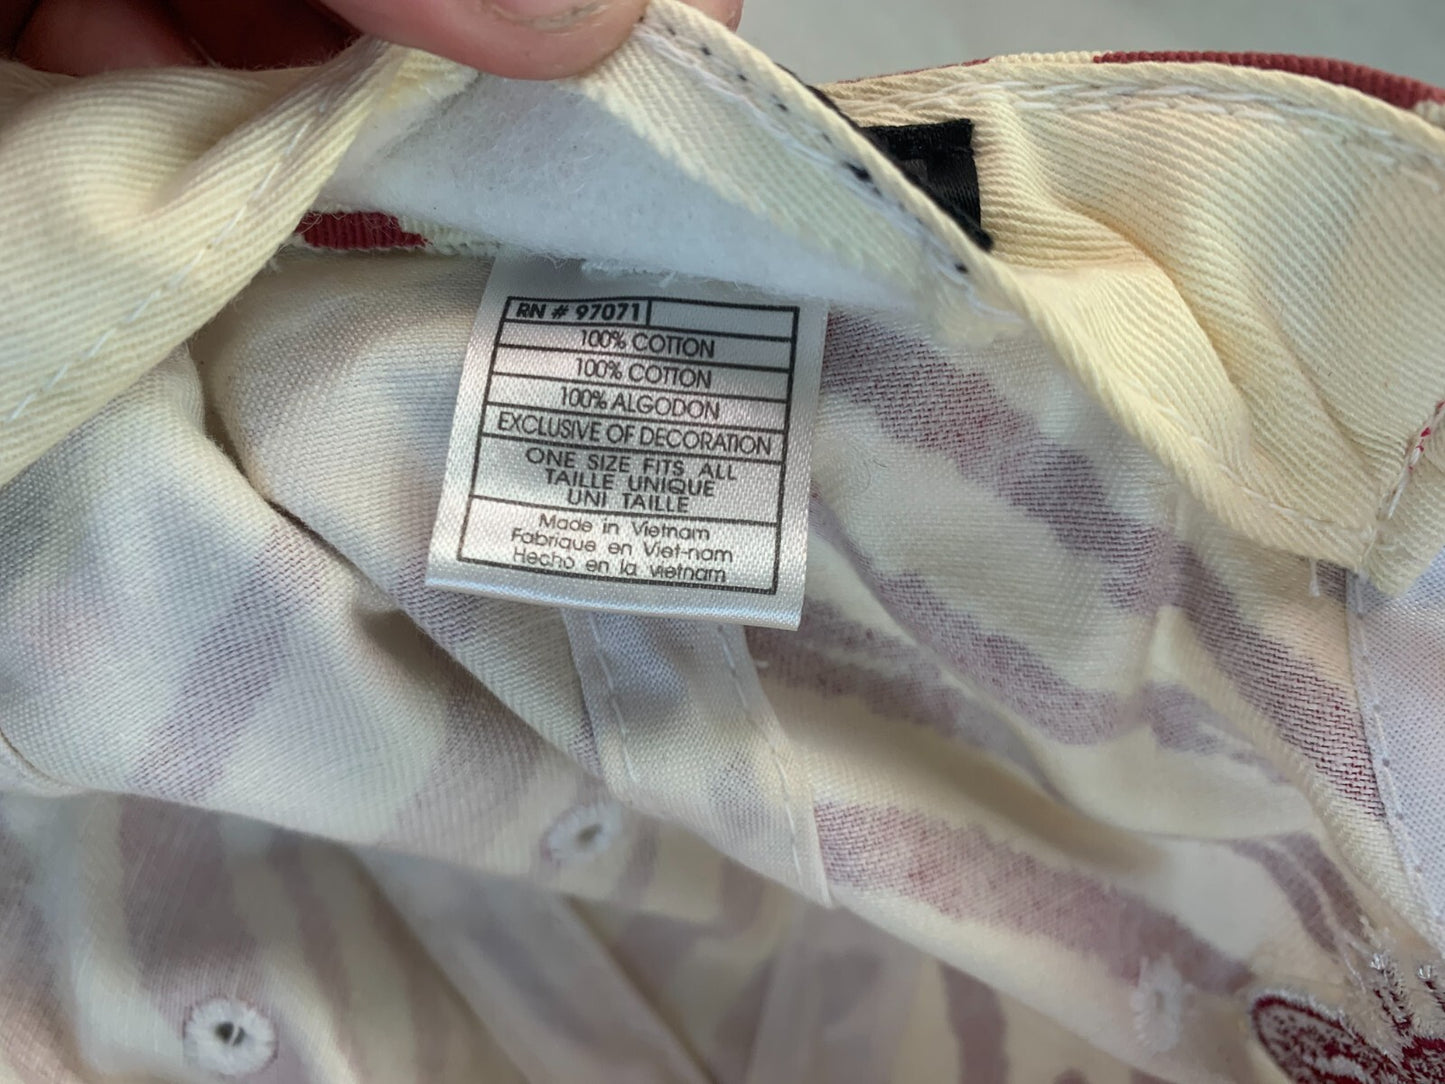 RN # 97071
100% COTTON
100% COTTON
100% ALGODON
EXCLUSIVE OF DECORATION
ONE SIZE FITS ALL
TAILLE UNIQUE
UNI TAILLE
Made in Vietnam
Fabrique en Viet-nam
Hecho en la vietnam